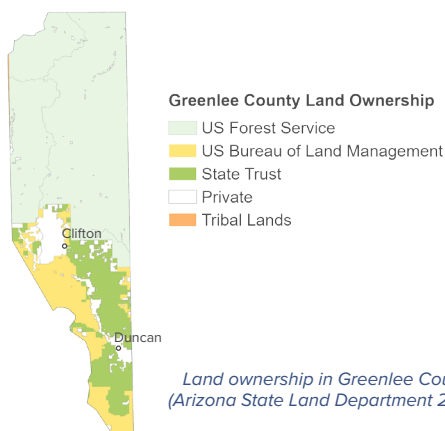 Greenlee County Land Ownership
US Forest Service
US Bureau of Land Management
State Trust
Private
Tribal Lands
Clifton
Duncan
Land ownership in Greenlee
(Arizona State Land Department